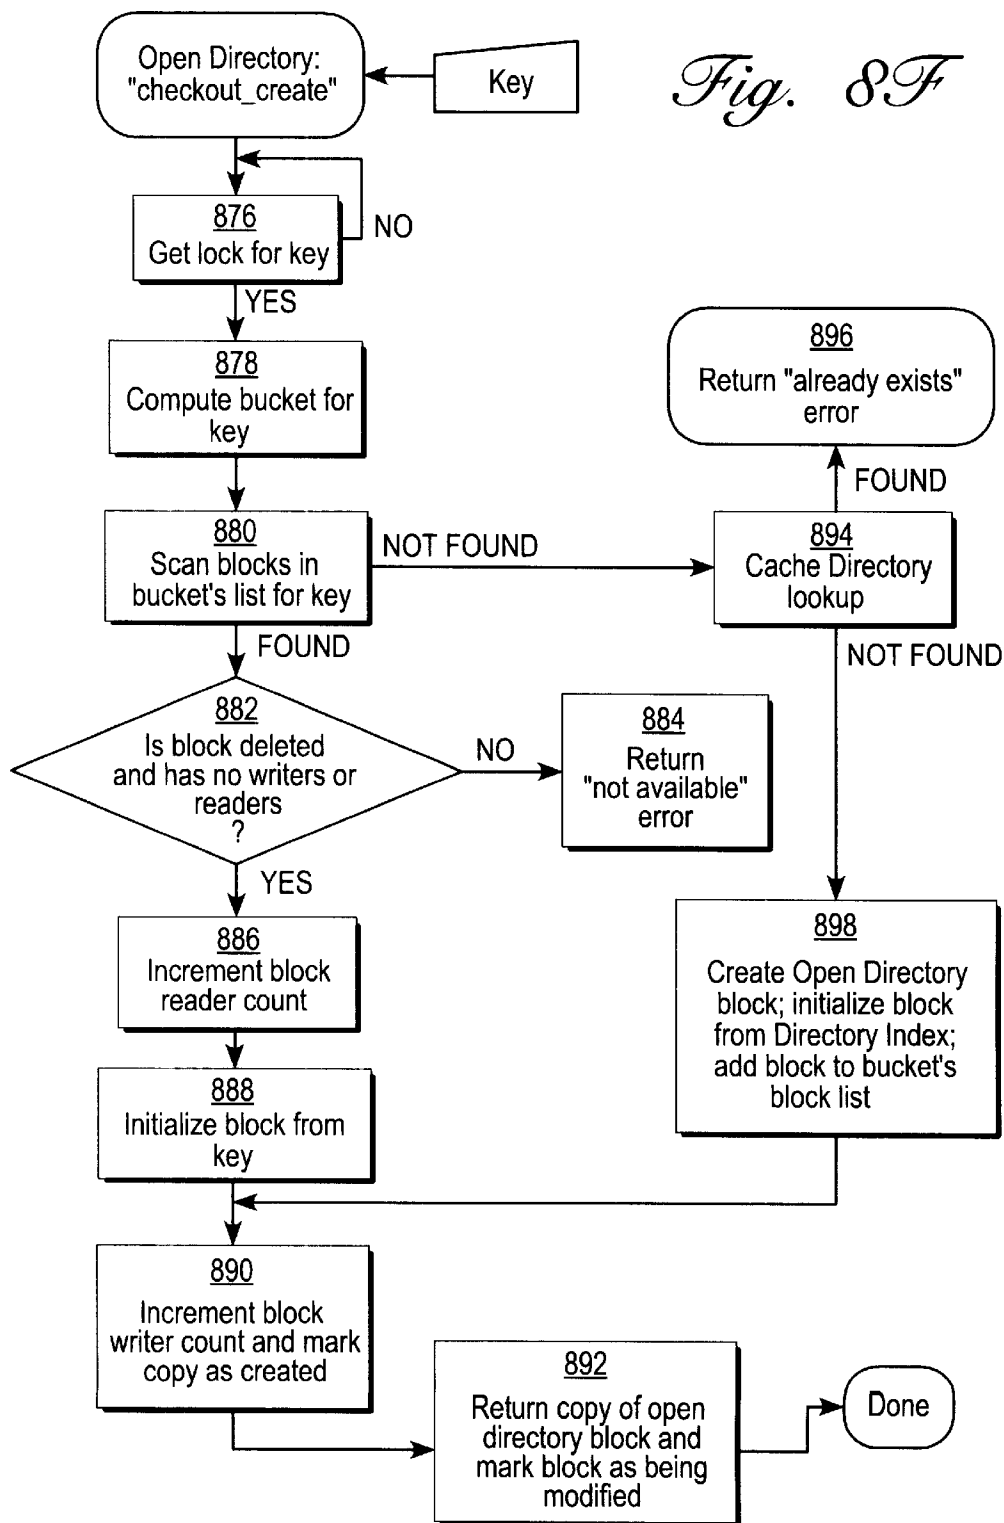 Open Directory:
"checkout_create"
Key
Fig. 8F
876
Get lock for key
NO
YES
878
Compute bucket for
key
880
Scan blocks in
bucket's list for key
NOT FOUND
894
Cache Directory
lookup
FOUND
896
Return "already exists"
error
FOUND
NOT FOUND
882
Is block deleted
and has no writers or
readers
?
NO
884
Return
"not available"
error
YES
886
Increment block
reader count
888
Initialize block from
key
898
Create Open Directory
block; initialize block
from Directory Index;
add block to bucket's
block list
890
Increment block
writer count and mark
copy as created
892
Return copy of open
directory block and
mark block as being
modified
Done